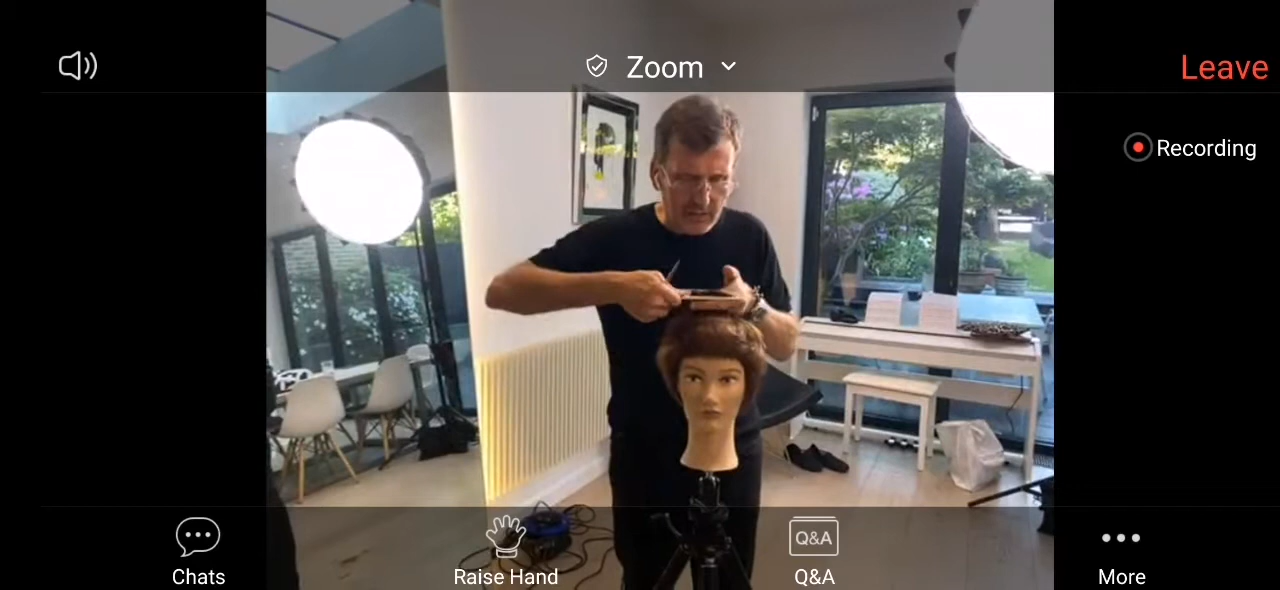 Zoom
Leave
Recording
Chats
Raise Hand
Q&A
Q&A
More